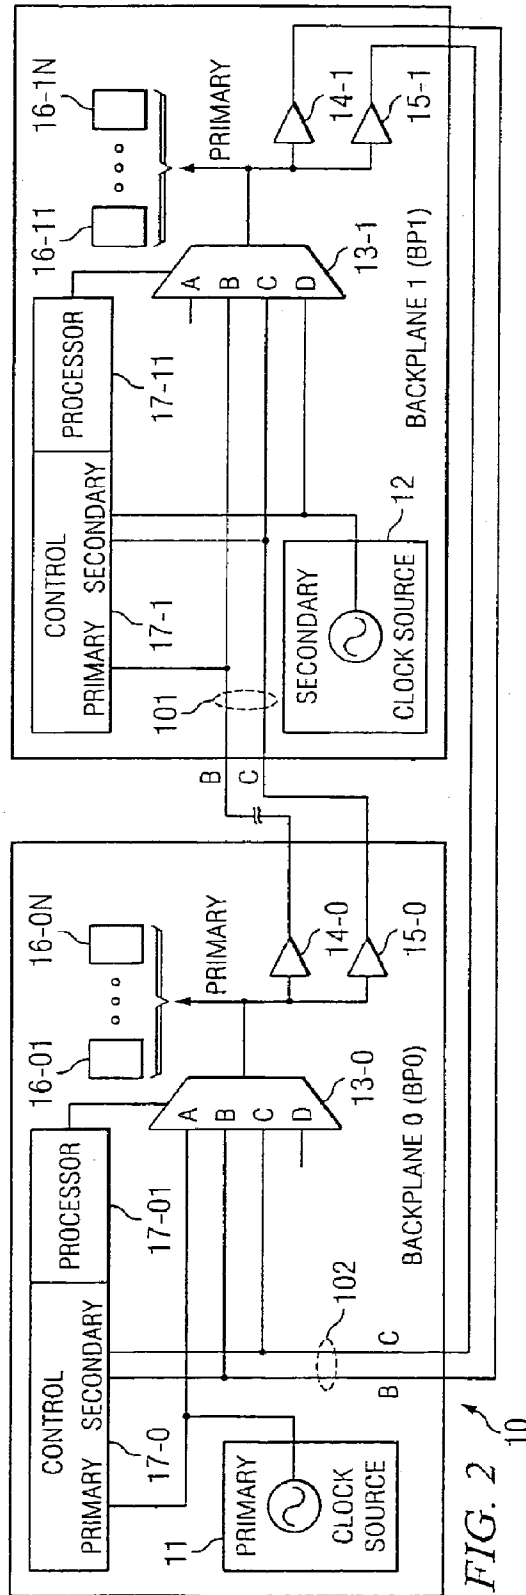 16-01
16-0N
PRIMARY
CONTROL
PRIMARY SECONDARY
PROCESSOR
17-0
17-01
A
B
C
D
13-0
14-0
15-0
11
PRIMARY
CLOCK
SOURCE
102
B
C
BACKPLANE 0 (BP0)
B
C
16-11
16-1N
PRIMARY
CONTROL
PRIMARY SECONDARY
PROCESSOR
17-1
17-11
A
B
C
D
13-1
14-1
15-1
101
SECONDARY
CLOCK SOURCE
12
BACKPLANE 1 (BP1)
10
FIG. 2